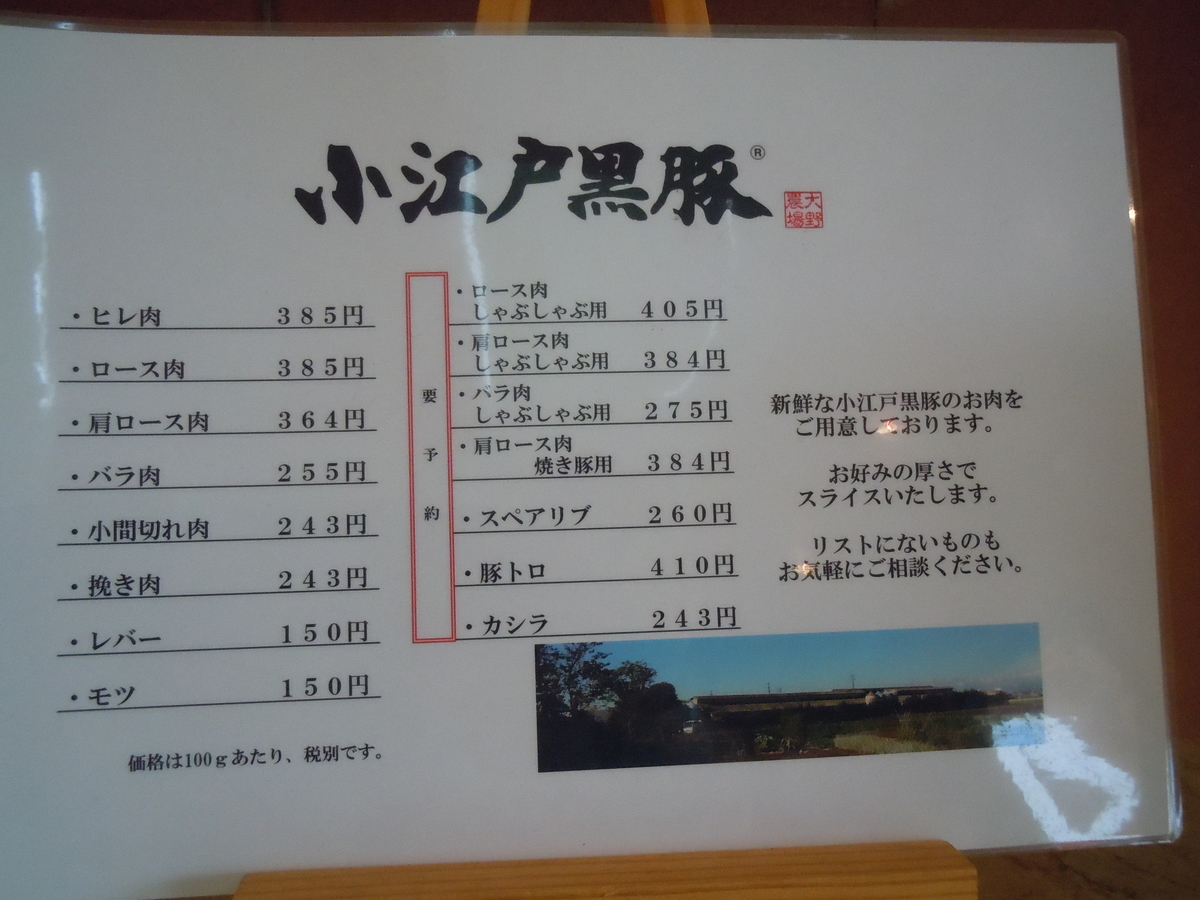 小江戸黒豚®
大野
農場
・ヒレ肉 385円
・ロース肉 385円
・肩ロース肉 364円
・バラ肉 255円
・小間切れ肉 243円
・挽き肉 243円
・レバー 150円
・モツ 150円
価格は100gあたり、税別です。
要予約
・ロース肉
しゃぶしゃぶ用 405円
・肩ロース肉
しゃぶしゃぶ用 384円
・バラ肉
しゃぶしゃぶ用 275円
・肩ロース肉
焼き豚用 384円
・スペアリブ 260円
・豚トロ 410円
・カシラ 243円
新鮮な小江戸黒豚のお肉を
ご用意しております。
お好みの厚さで
スライスいたします。
リストにないものも
お気軽にご相談ください。